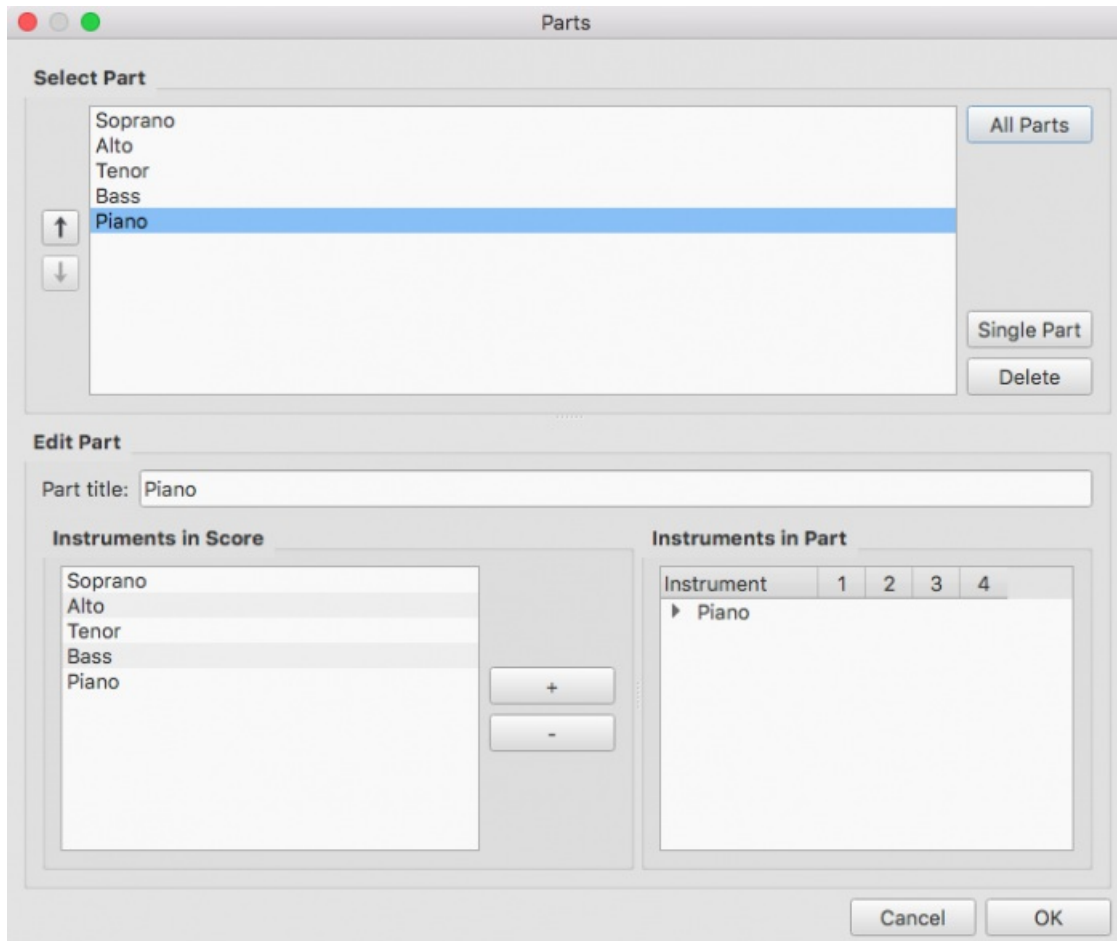 Parts
Select Part
Soprano
Alto
Tenor
Bass
Piano
All Parts
Single Part
Delete
Edit Part
Part title: Piano
Instruments in Score
Soprano
Alto
Tenor
Bass
Piano
+
-
Instruments in Part
Instrument 1 2 3 4
Piano
Cancel OK